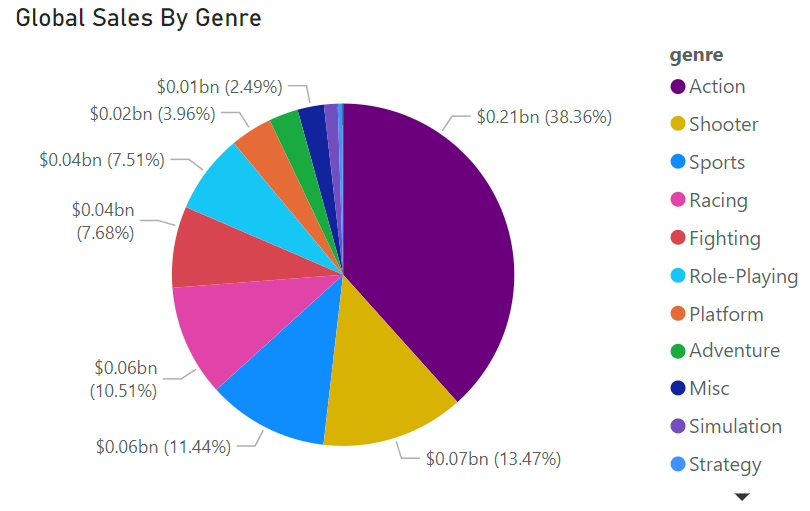 Global Sales By Genre
genre
Action
Shooter
Sports
Racing
Fighting
Role-Playing
Platform
Adventure
Misc
Simulation
Strategy
$0.21bn (38.36%)
$0.07bn (13.47%)
$0.06bn (11.44%)
$0.06bn
(10.51%)
$0.04bn
(7.68%)
$0.04bn (7.51%)
$0.02bn (3.96%)
$0.01bn (2.49%)